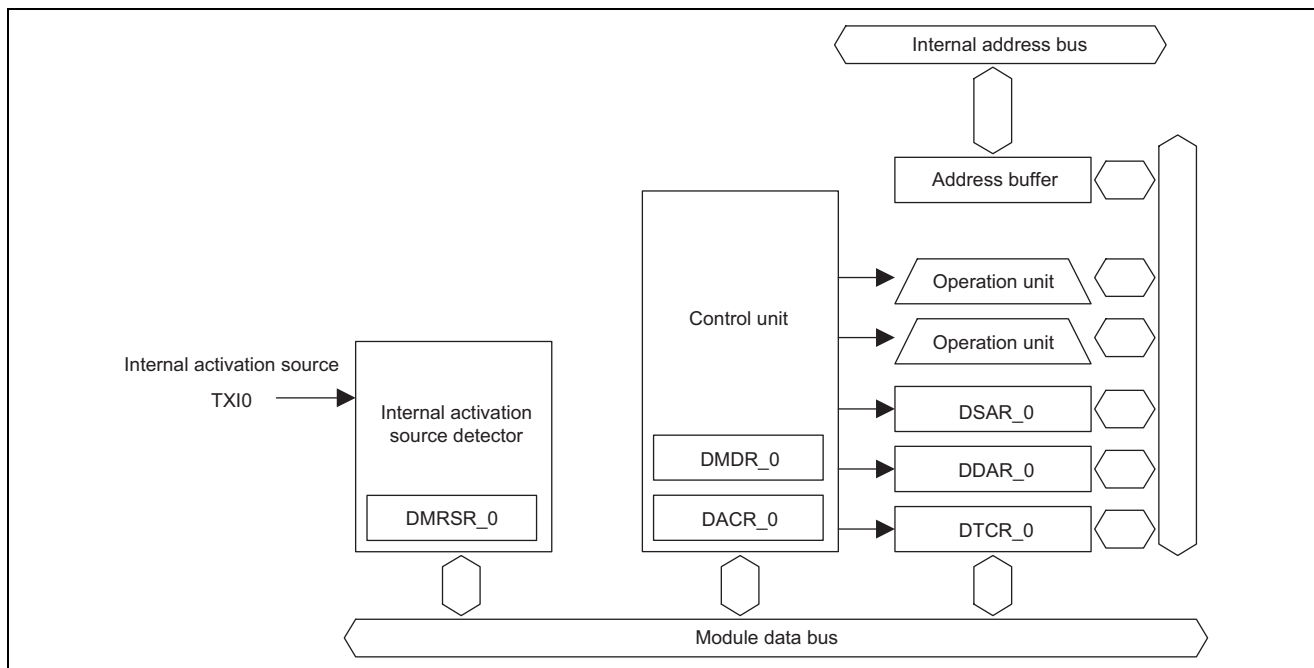 Internal address bus
Address buffer
Operation unit
Control unit
Operation unit
Internal activation source
TXI0
Internal activation
source detector
DSAR_0
DMDR_0
DDAR_0
DMRSR_0
DACR_0
DTCR_0
Module data bus